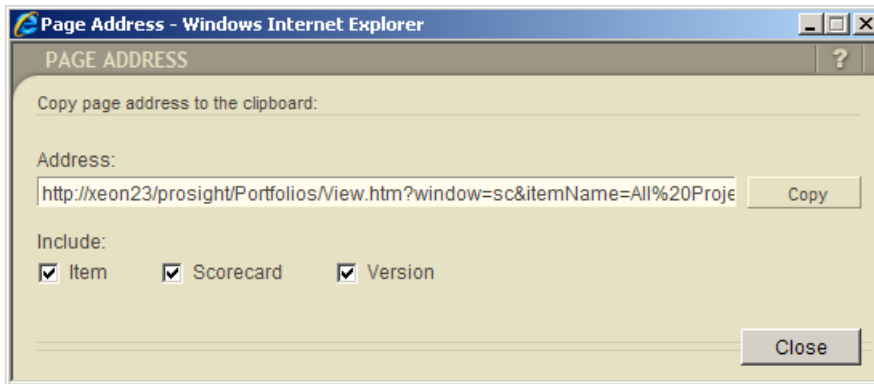 Page Address - Windows Internet Explorer
PAGE ADDRESS
?
Copy page address to the clipboard:
Address:
http://xeon23/prosight/Portfolios/View.htm?window=sc&itemName=All%20Proje
Copy
Include:
Item Scorecard Version
Close